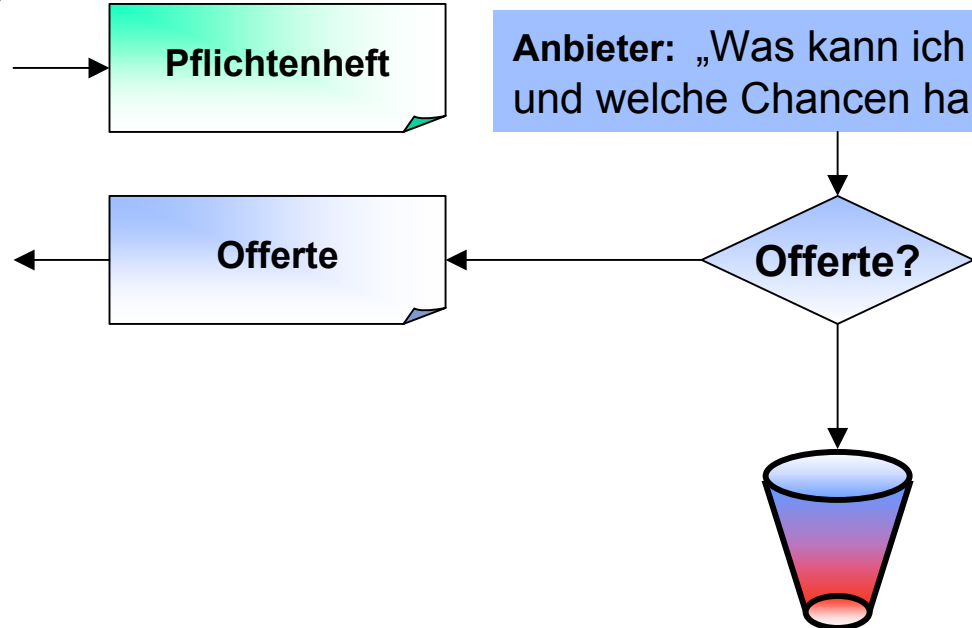 Pflichtenheft
Anbieter: „Was kann ich
und welche Chancen ha
Offerte
Offerte?